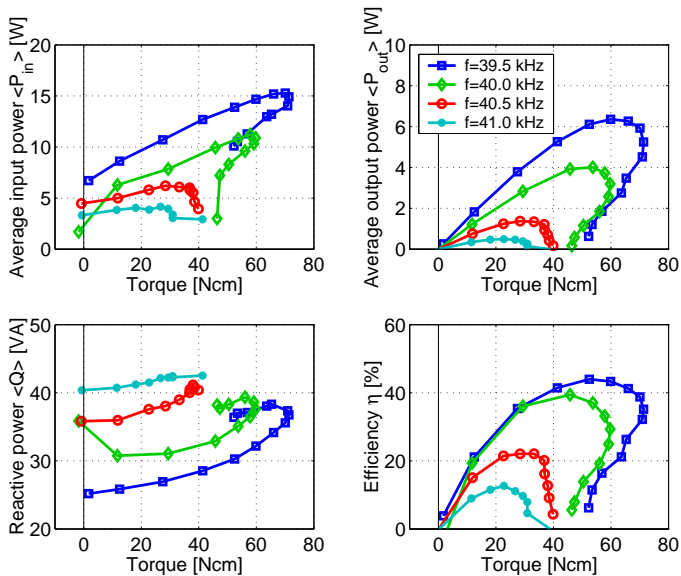 Average input power <P_in> [W]
20
15
10
5
0
0 20 40 60 80
Torque [Ncm]
Average output power <P_out> [W]
10
8
6
4
2
0
f=39.5 kHz
f=40.0 kHz
f=40.5 kHz
f=41.0 kHz
0 20 40 60 80
Torque [Ncm]
Reactive power <Q> [VA]
50
40
30
20
0 20 40 60 80
Torque [Ncm]
Efficiency η [%]
60
40
20
0
0 20 40 60 80
Torque [Ncm]